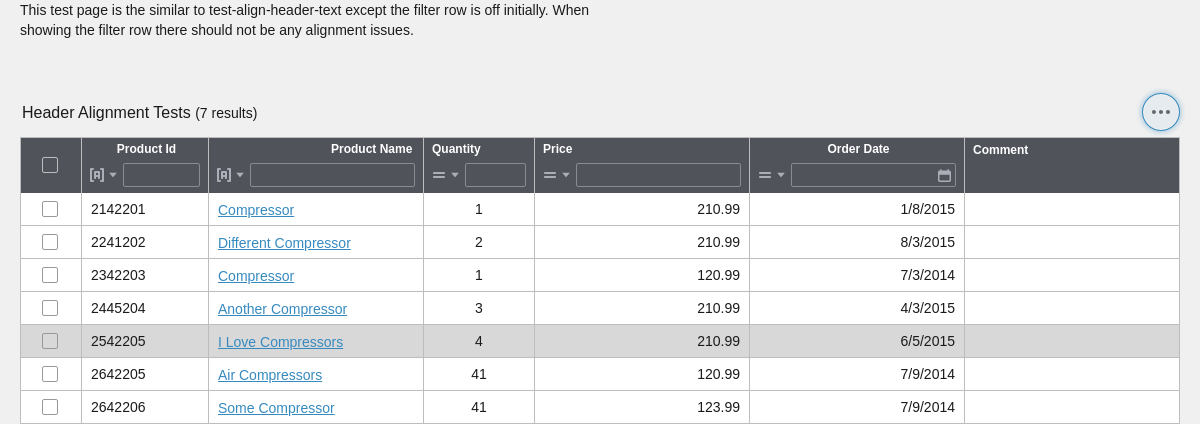 This test page is the similar to test-align-header-text except the filter row is off initially. When
showing the filter row there should not be any alignment issues.
Header Alignment Tests (7 results)
Product Id Product Name Quantity Price Order Date Comment
2142201 Compressor 1 210.99 1/8/2015
2241202 Different Compressor 2 210.99 8/3/2015
2342203 Compressor 1 120.99 7/3/2014
2445204 Another Compressor 3 210.99 4/3/2015
2542205 I Love Compressors 4 210.99 6/5/2015
2642205 Air Compressors 41 120.99 7/9/2014
2642206 Some Compressor 41 123.99 7/9/2014